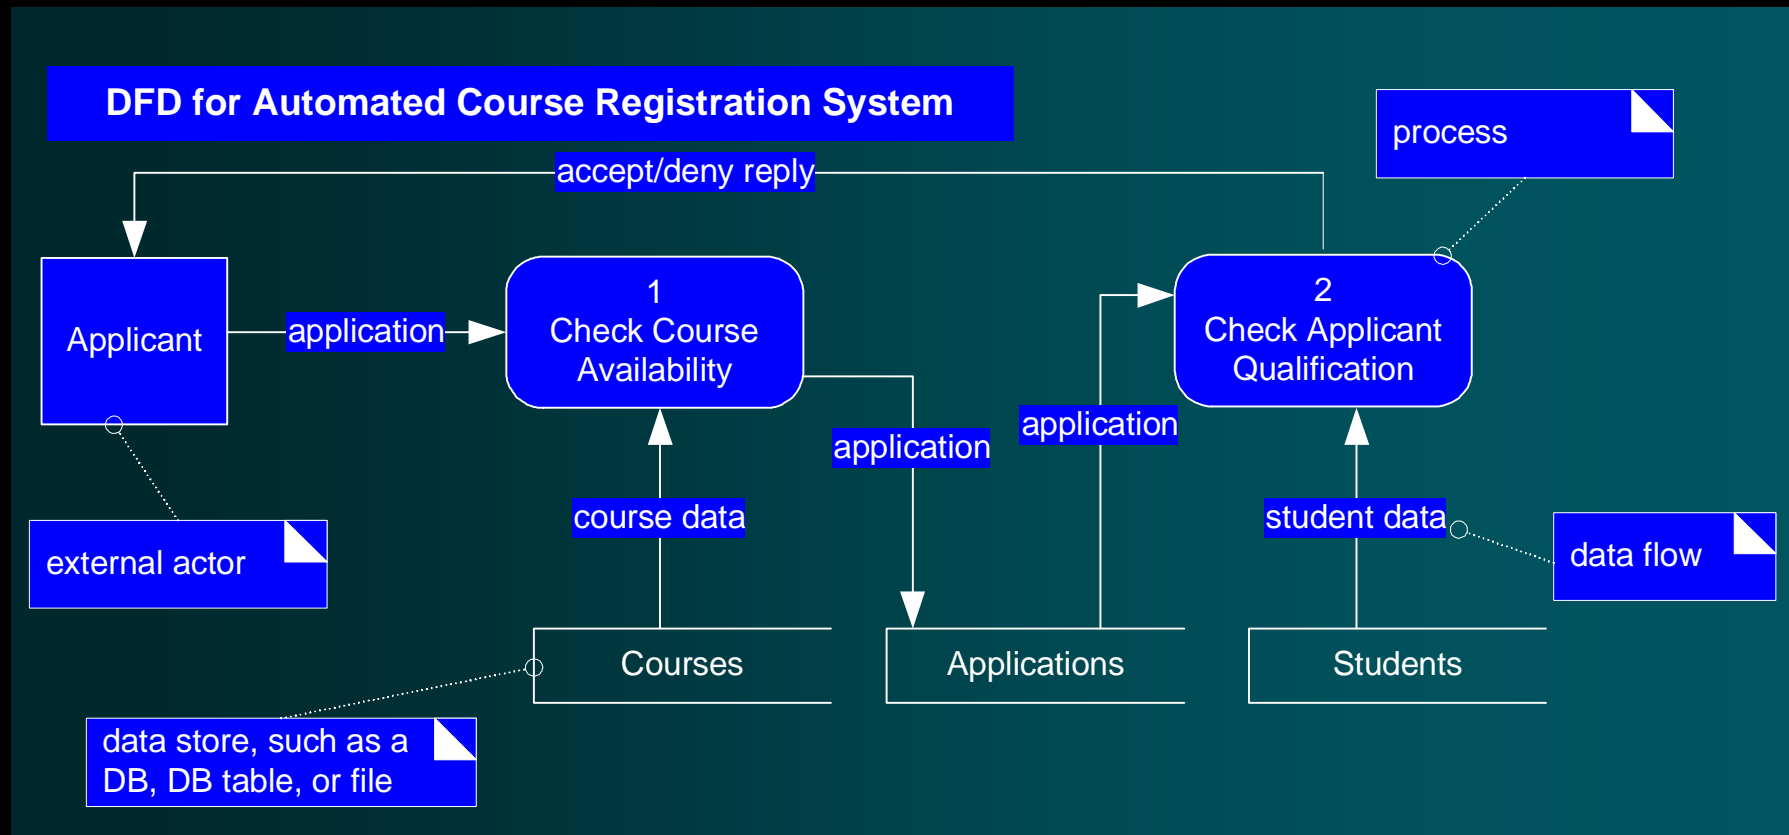 DFD for Automated Course Registration System
process
accept/deny reply
Applicant
application
1
Check Course
Availability
2
Check Applicant
Qualification
application
application
course data
student data
external actor
data flow
Courses
Applications
Students
data store, such as a
DB, DB table, or file